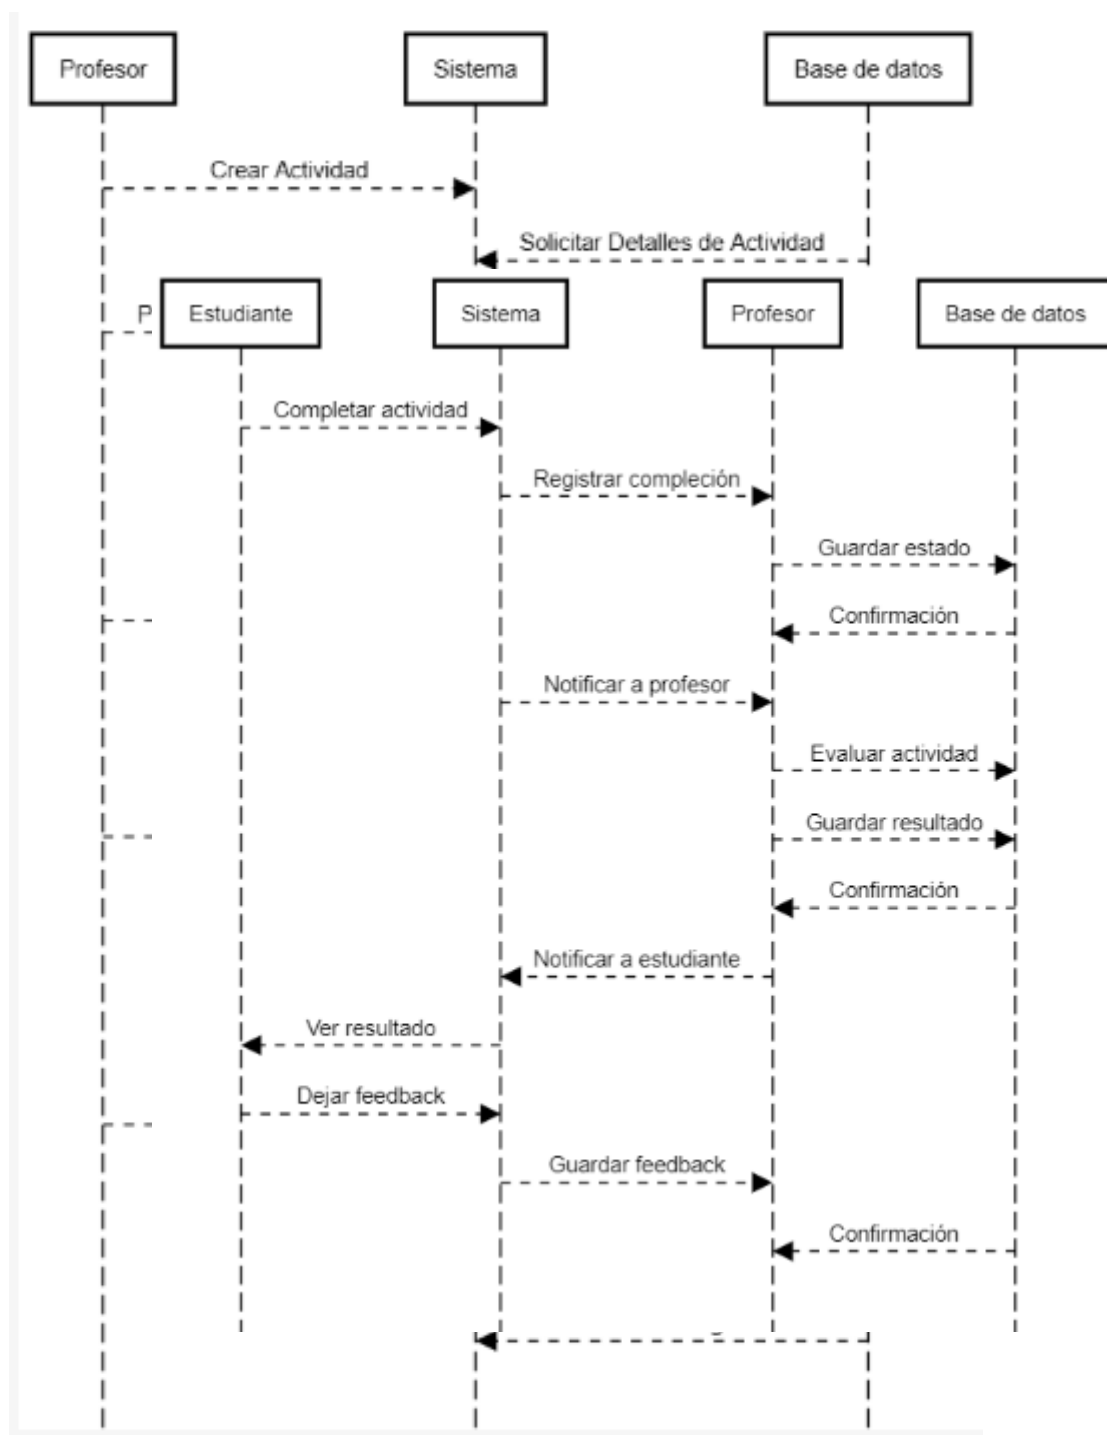 Profesor
Sistema
Base de datos
Crear Actividad
Solicitar Detalles de Actividad
P
Estudiante
Sistema
Profesor
Base de datos
Completar actividad
Registrar compleción
Guardar estado
Confirmación
Notificar a profesor
Evaluar actividad
Guardar resultado
Confirmación
Notificar a estudiante
Ver resultado
Dejar feedback
Guardar feedback
Confirmación